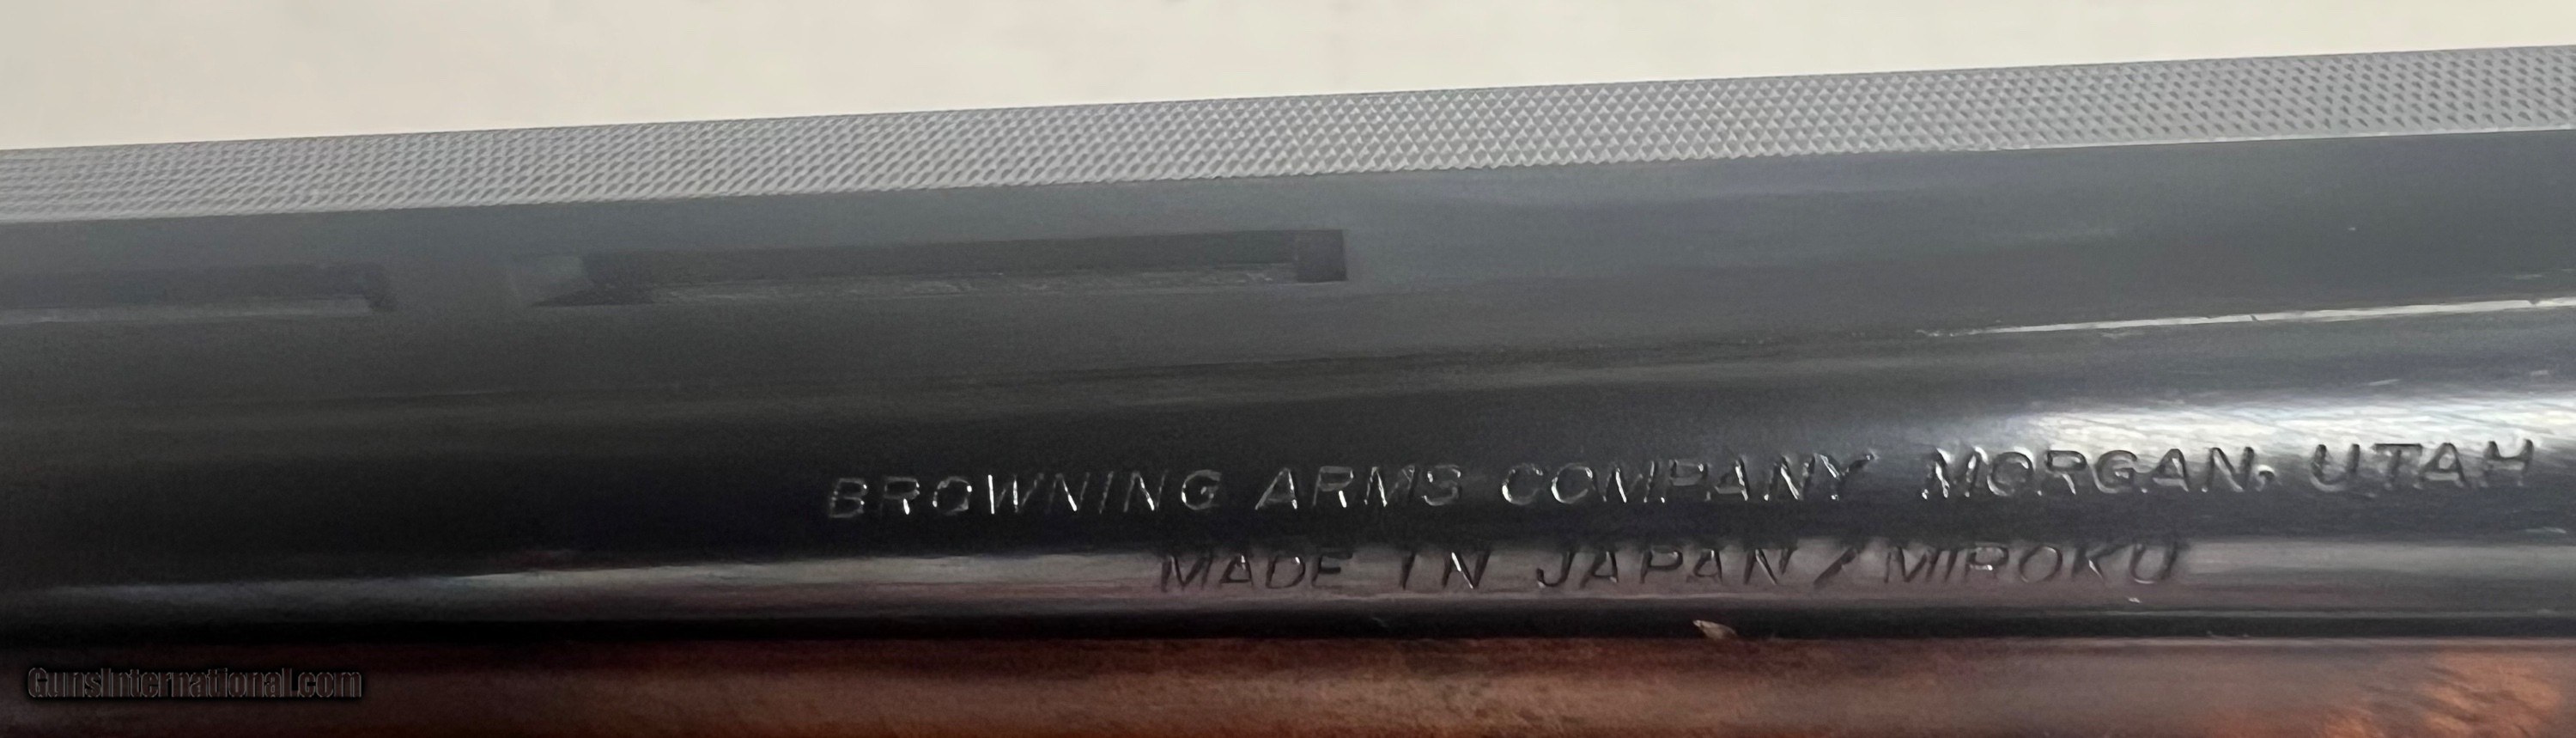 BROWNING ARMS COMPANY MORGAN, UTAH
MADE IN JAPAN/MIROKU
GunsInternational.com